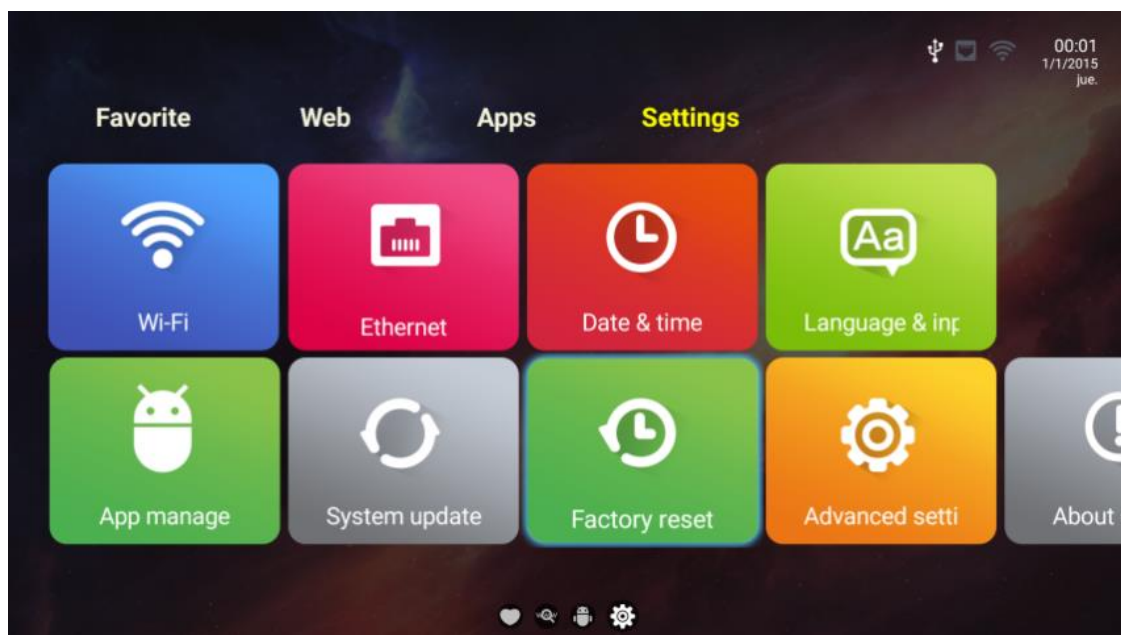 00:01
1/1/2015
jue.
Favorite Web Apps Settings
Wi-Fi Ethernet Date & time Language & inp
App manage System update Factory reset Advanced setti About
Aa